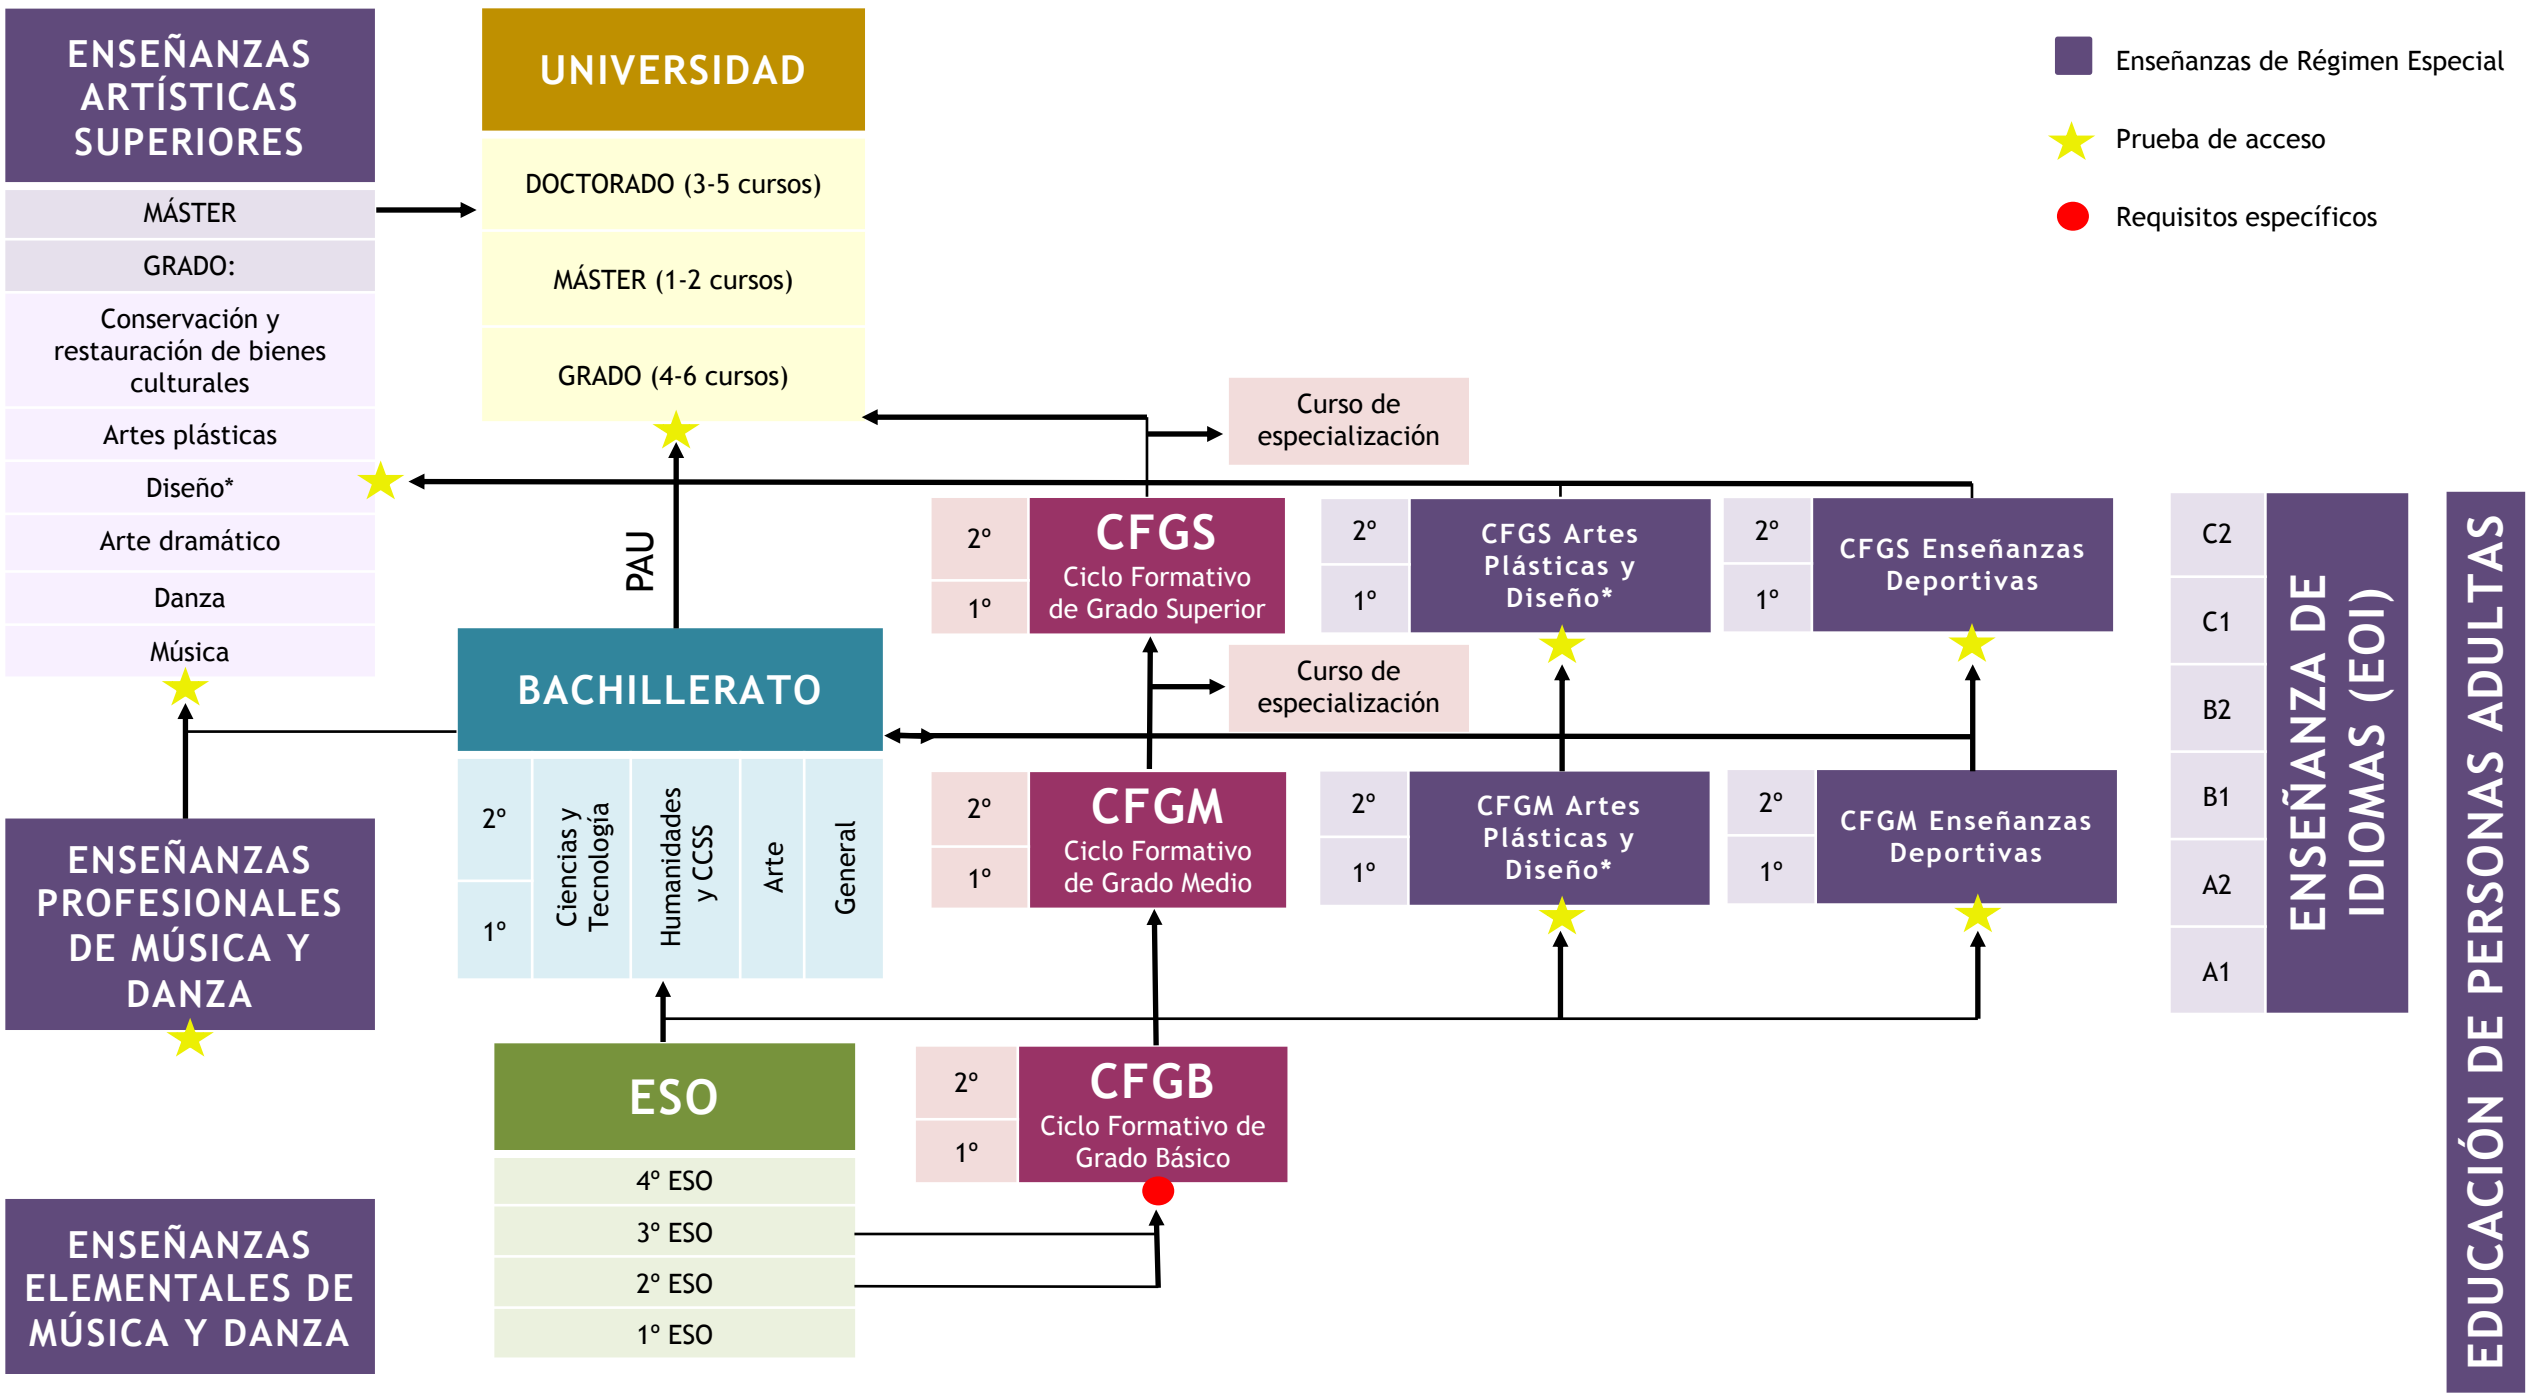 ENSEÑANZAS
ARTÍSTICAS
SUPERIORES
MÁSTER
GRADO:
Conservación y
restauración de bienes
culturales
Artes plásticas
Diseño*
Arte dramático
Danza
Música
UNIVERSIDAD
DOCTORADO (3-5 cursos)
MÁSTER (1-2 cursos)
GRADO (4-6 cursos)
Enseñanzas de Régimen Especial
Prueba de acceso
Requisitos específicos
Curso de
especialización
PAU
2º
1º
CFGS
Ciclo Formativo
de Grado Superior
2º
1º
CFGS Artes
Plásticas y
Diseño*
2º
1º
CFGS Enseñanzas
Deportivas
Curso de
especialización
BACHILLERATO
2º
1º
Ciencias y
Tecnología
Humanidades
y CCSS
Arte
General
2º
1º
CFGM
Ciclo Formativo
de Grado Medio
2º
1º
CFGM Artes
Plásticas y
Diseño*
2º
1º
CFGM Enseñanzas
Deportivas
ENSEÑANZAS
PROFESIONALES
DE MÚSICA Y
DANZA
ESO
4º ESO
3º ESO
2º ESO
1º ESO
2º
1º
CFGB
Ciclo Formativo de
Grado Básico
ENSEÑANZAS
ELEMENTALES DE
MÚSICA Y DANZA
C2
C1
B2
B1
A2
A1
ENSEÑANZA DE
IDIOMAS (EOI)
EDUCACIÓN DE PERSONAS ADULTAS